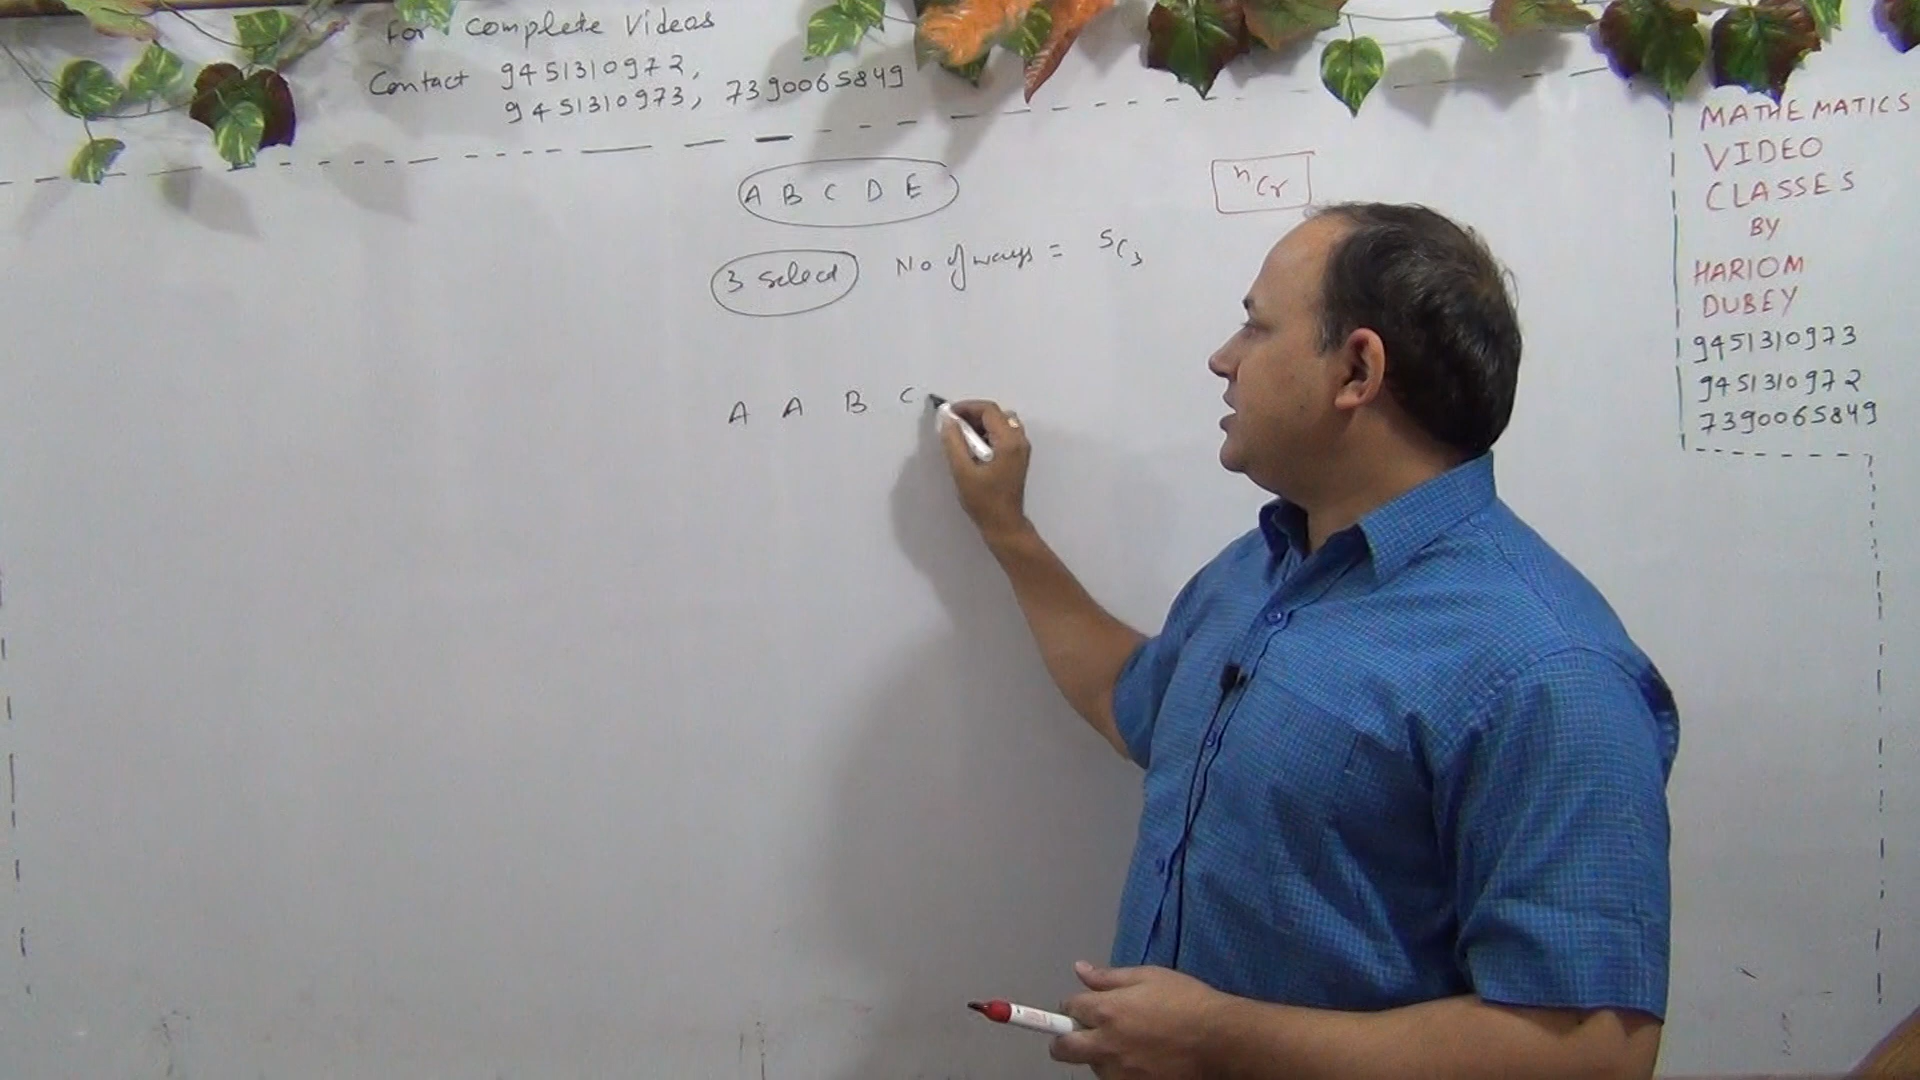 For Complete Videos
Contact 9451310972,
9451310973, 7390065849
A B C D E
nCr
3 select No of ways = 5C3
A A B C
MATHEMATICS
VIDEO
CLASSES
BY
HARIOM
DUBEY
9451310973
9451310972
7390065849